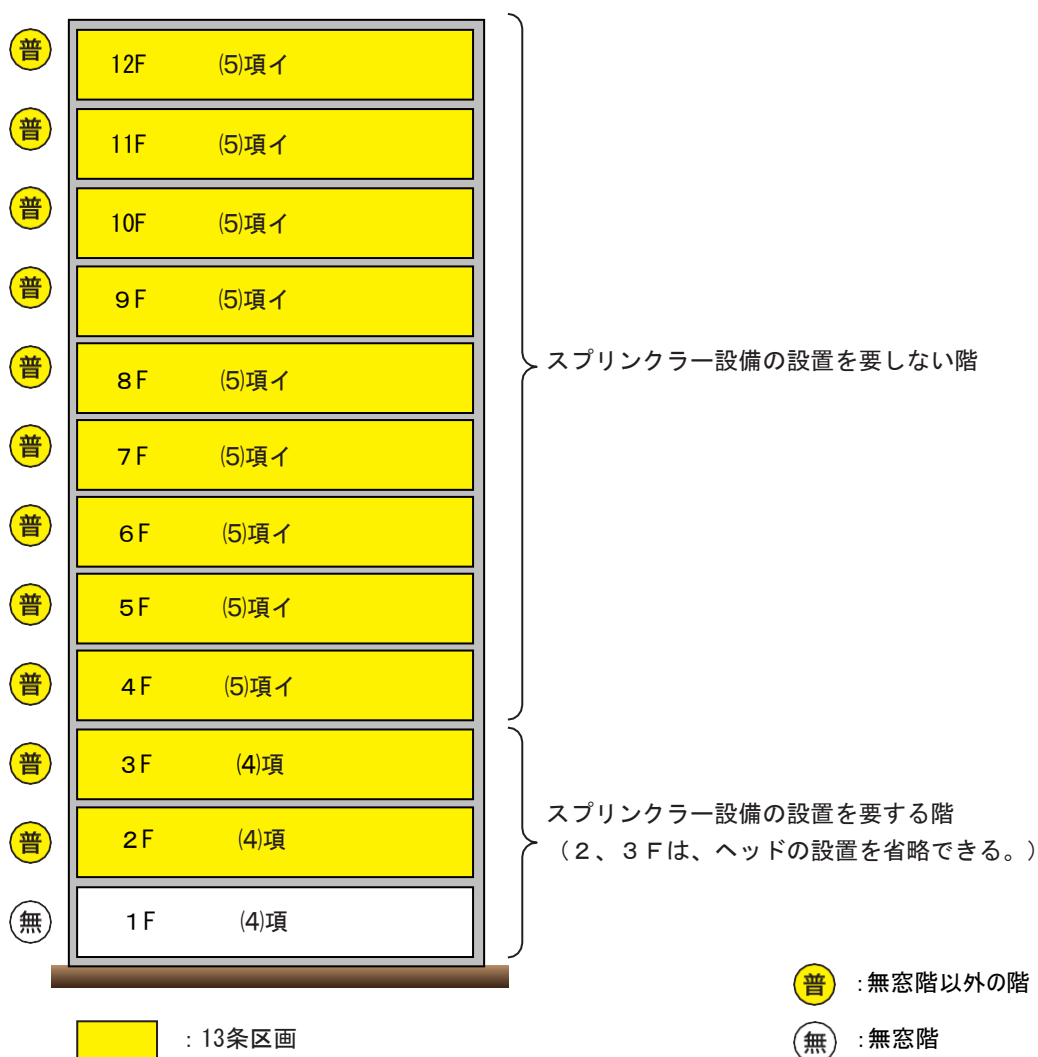 普 12F ⑸項イ
普 11F ⑸項イ
普 10F ⑸項イ
普 9F ⑸項イ
普 8F ⑸項イ
スプリンクラー設備の設置を要しない階
普 7F ⑸項イ
普 6F ⑸項イ
普 5F ⑸項イ
普 4F ⑸項イ
普 3F ⑷項
普 2F ⑷項
スプリンクラー設備の設置を要する階
(2、3Fは、ヘッドの設置を省略できる。)
無 1F ⑷項
普 :無窓階以外の階
:13条区画
無 :無窓階